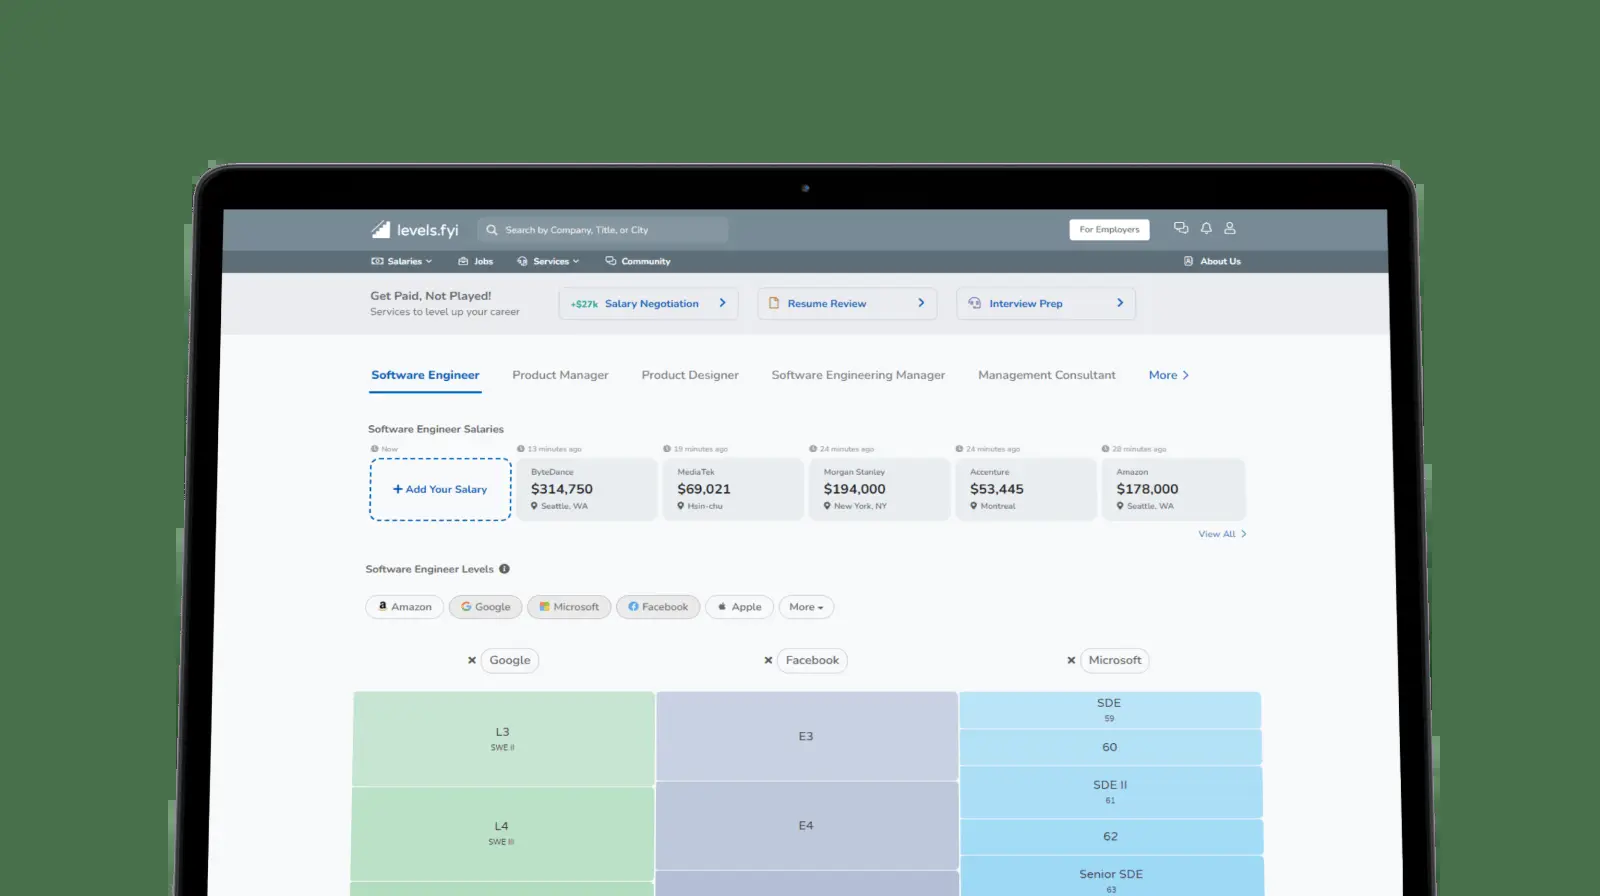 levels.fyi
Search by Company, Title, or City
For Employers
Salaries
Jobs
Services
Community
About Us
Get Paid, Not Played!
Services to level up your career
+$27k Salary Negotiation
Resume Review
Interview Prep
Software Engineer
Product Manager
Product Designer
Software Engineering Manager
Management Consultant
More
Software Engineer Salaries
Now
+ Add Your Salary
13 minutes ago
ByteDance
$314,750
Seattle, WA
19 minutes ago
MediaTek
$69,021
Hsin-chu
24 minutes ago
Morgan Stanley
$194,000
New York, NY
24 minutes ago
Accenture
$53,445
Montreal
28 minutes ago
Amazon
$178,000
Seattle, WA
View All
Software Engineer Levels
Amazon
Google
Microsoft
Facebook
Apple
More
Google
Facebook
Microsoft
L3
SWE II
L4
SWE III
E3
E4
SDE
59
60
SDE II
61
62
Senior SDE
63